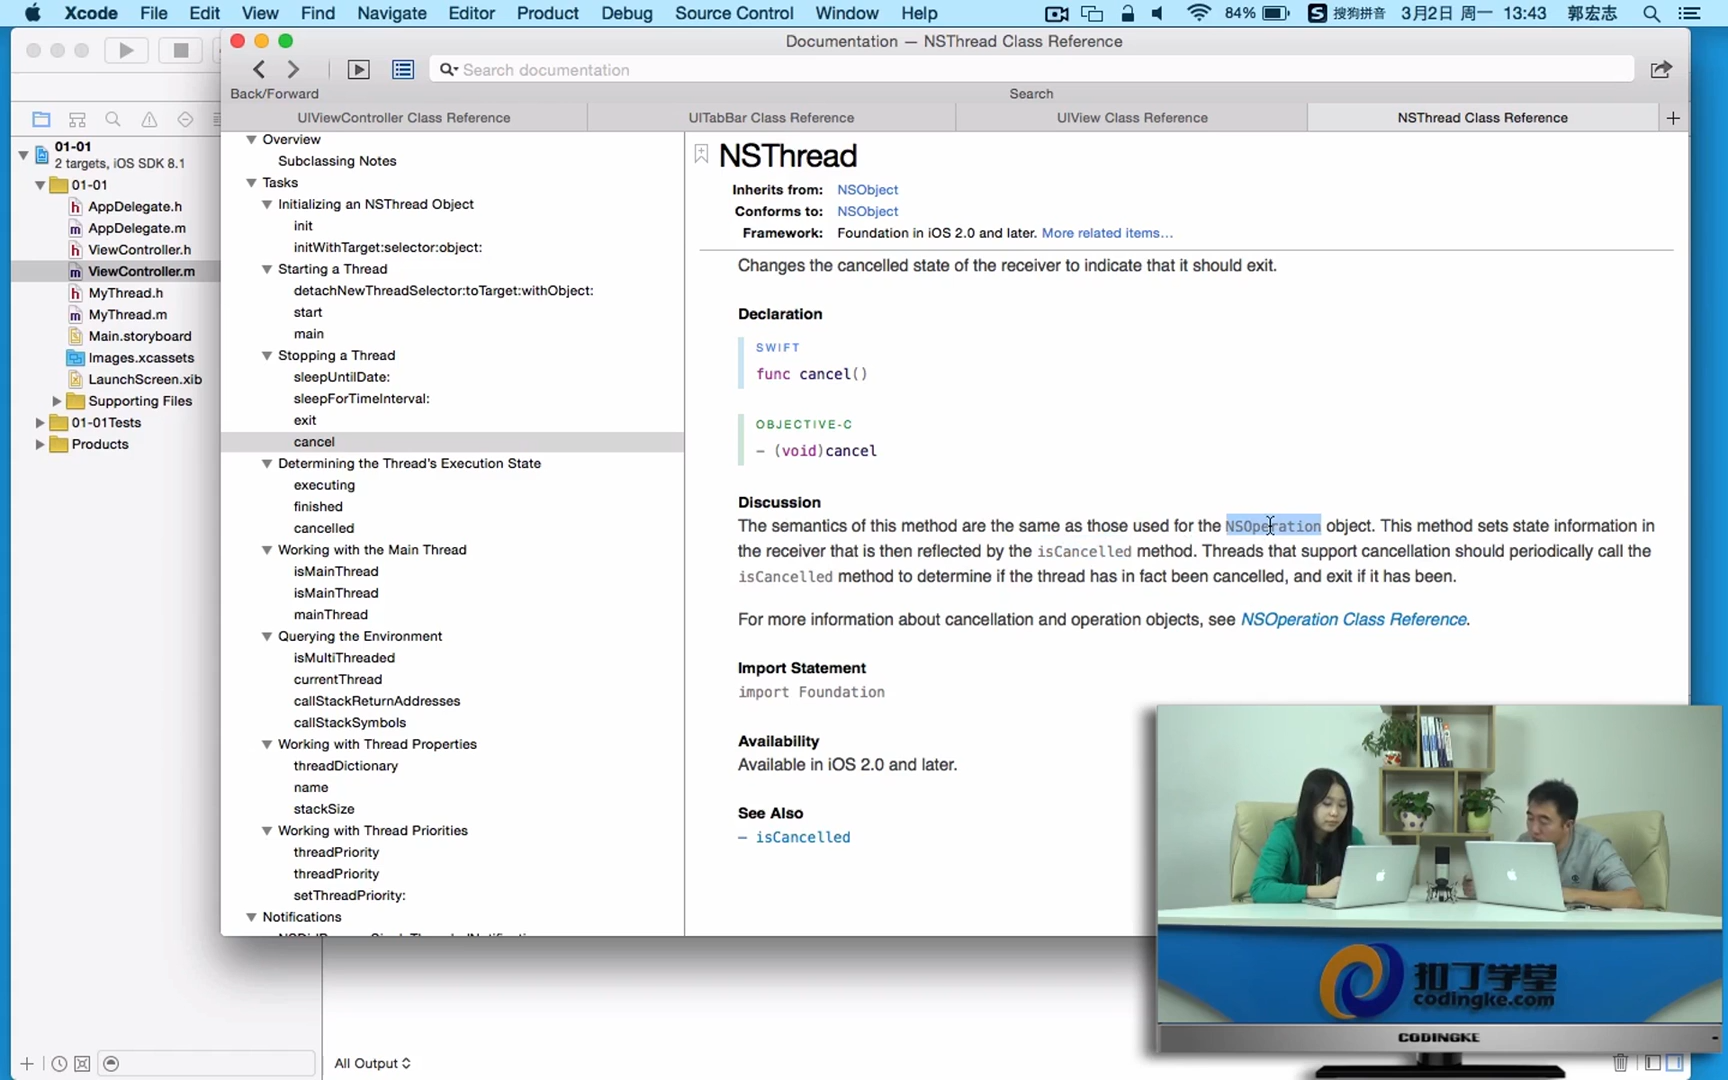 Xcode File Edit View Find Navigate Editor Product Debug Source Control Window Help 84% 搜狗拼音 3月2日 周一 13:43 郭宏志
Documentation — NSThread Class Reference
Search documentation
Back/Forward
Search
UIViewController Class Reference
UITabBar Class Reference
UIView Class Reference
NSThread Class Reference
01-01
2 targets, iOS SDK 8.1
01-01
AppDelegate.h
AppDelegate.m
ViewController.h
ViewController.m
MyThread.h
MyThread.m
Main.storyboard
Images.xcassets
LaunchScreen.xib
Supporting Files
01-01Tests
Products
Overview
Subclassing Notes
Tasks
Initializing an NSThread Object
init
initWithTarget:selector:object:
Starting a Thread
detachNewThreadSelector:toTarget:withObject:
start
main
Stopping a Thread
sleepUntilDate:
sleepForTimeInterval:
exit
cancel
Determining the Thread's Execution State
executing
finished
cancelled
Working with the Main Thread
isMainThread
isMainThread
mainThread
Querying the Environment
isMultiThreaded
currentThread
callStackReturnAddresses
callStackSymbols
Working with Thread Properties
threadDictionary
name
stackSize
Working with Thread Priorities
threadPriority
threadPriority
setThreadPriority:
Notifications
NSThread
Inherits from: NSObject
Conforms to: NSObject
Framework: Foundation in iOS 2.0 and later. More related items...
Changes the cancelled state of the receiver to indicate that it should exit.
Declaration
SWIFT
func cancel()
OBJECTIVE-C
- (void)cancel
Discussion
The semantics of this method are the same as those used for the NSOperation object. This method sets state information in
the receiver that is then reflected by the isCancelled method. Threads that support cancellation should periodically call the
isCancelled method to determine if the thread has in fact been cancelled, and exit if it has been.
For more information about cancellation and operation objects, see NSOperation Class Reference.
Import Statement
import Foundation
Availability
Available in iOS 2.0 and later.
See Also
– isCancelled
扣丁学堂
codingke.com
CODINGKE
All Output